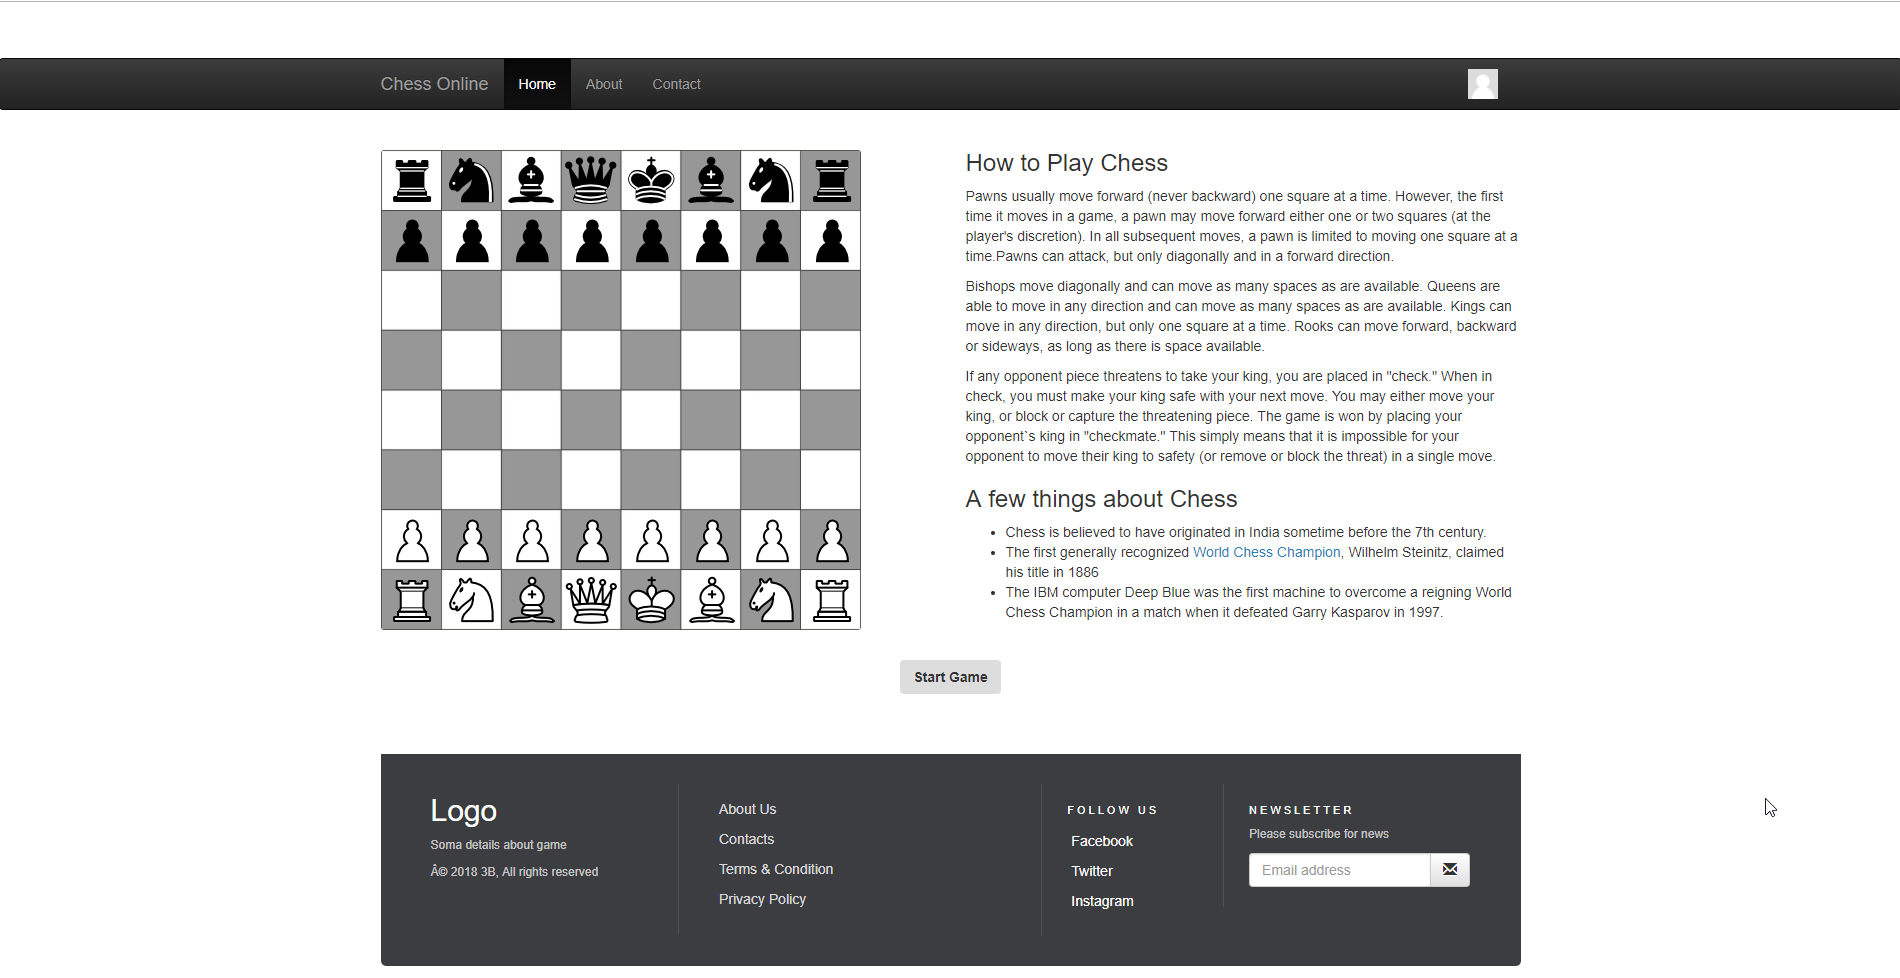 Chess Online
Home
About
Contact
How to Play Chess
Pawns usually move forward (never backward) one square at a time. However, the first
time it moves in a game, a pawn may move forward either one or two squares (at the
player's discretion). In all subsequent moves, a pawn is limited to moving one square at a
time.Pawns can attack, but only diagonally and in a forward direction.
Bishops move diagonally and can move as many spaces as are available. Queens are
able to move in any direction and can move as many spaces as are available. Kings can
move in any direction, but only one square at a time. Rooks can move forward, backward
or sideways, as long as there is space available.
If any opponent piece threatens to take your king, you are placed in "check." When in
check, you must make your king safe with your next move. You may either move your
king, or block or capture the threatening piece. The game is won by placing your
opponent`s king in "checkmate." This simply means that it is impossible for your
opponent to move their king to safety (or remove or block the threat) in a single move.
A few things about Chess
• Chess is believed to have originated in India sometime before the 7th century.
• The first generally recognized World Chess Champion, Wilhelm Steinitz, claimed
his title in 1886
• The IBM computer Deep Blue was the first machine to overcome a reigning World
Chess Champion in a match when it defeated Garry Kasparov in 1997.
Start Game
Logo
Soma details about game
Â© 2018 3B, All rights reserved
About Us
Contacts
Terms & Condition
Privacy Policy
FOLLOW US
Facebook
Twitter
Instagram
NEWSLETTER
Please subscribe for news
Email address